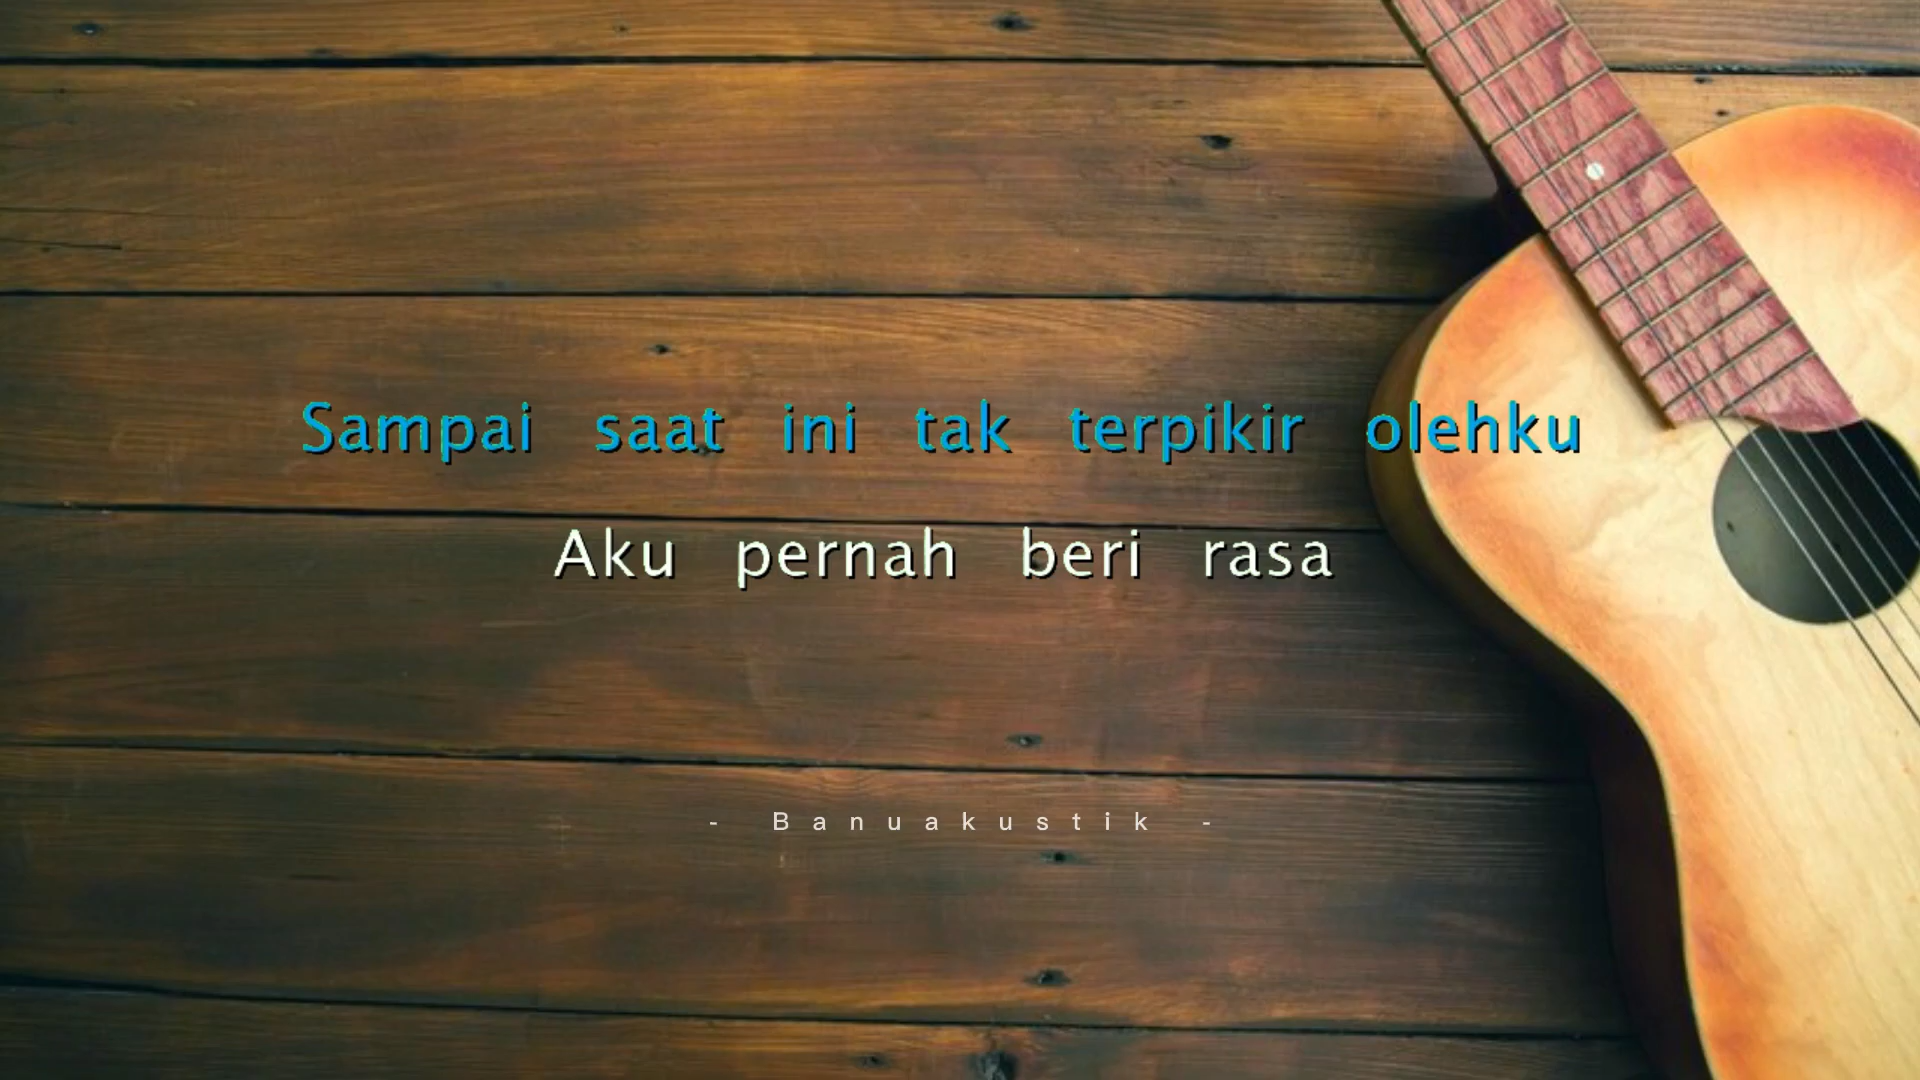 Sampai saat ini tak terpikir olehku
Aku pernah beri rasa
- Banuakustik -